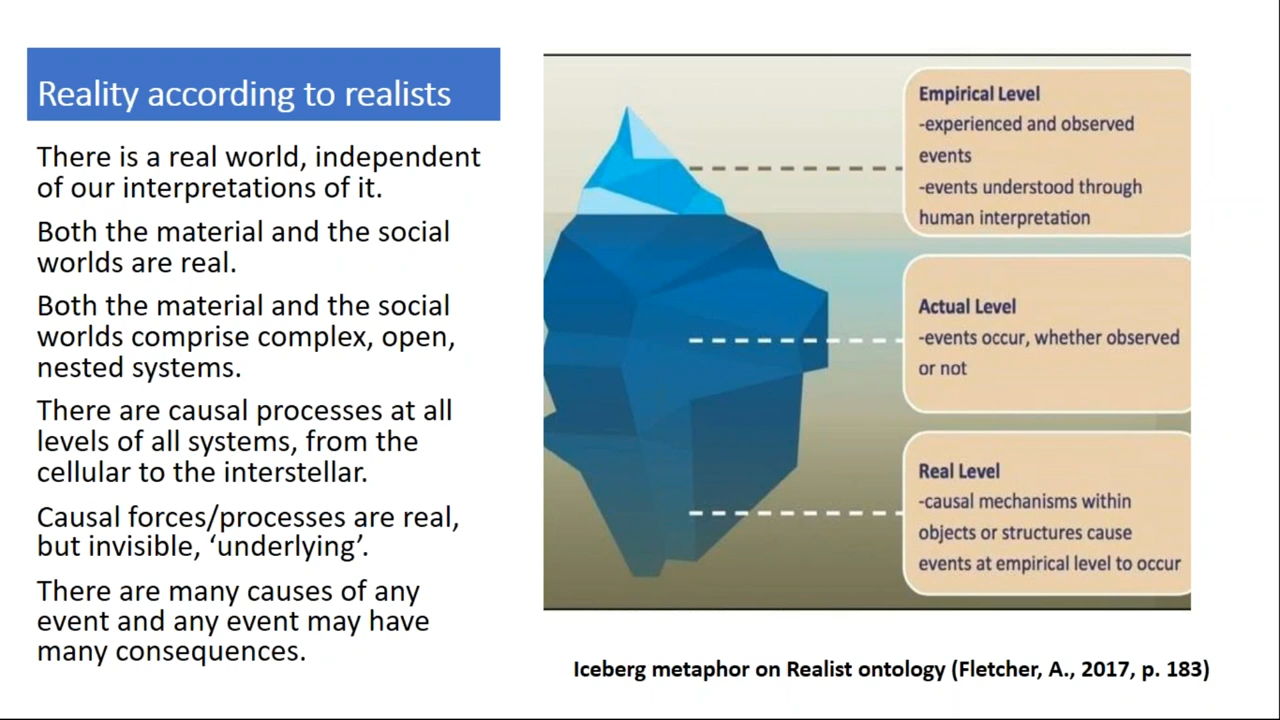 Reality according to realists
There is a real world, independent
of our interpretations of it.
Both the material and the social
worlds are real.
Both the material and the social
worlds comprise complex, open,
nested systems.
There are causal processes at all
levels of all systems, from the
cellular to the interstellar.
Causal forces/processes are real,
but invisible, ‘underlying’.
There are many causes of any
event and any event may have
many consequences.
Empirical Level
-experienced and observed
events
-events understood through
human interpretation
Actual Level
-events occur, whether observed
or not
Real Level
-causal mechanisms within
objects or structures cause
events at empirical level to occur
Iceberg metaphor on Realist ontology (Fletcher, A., 2017, p. 183)